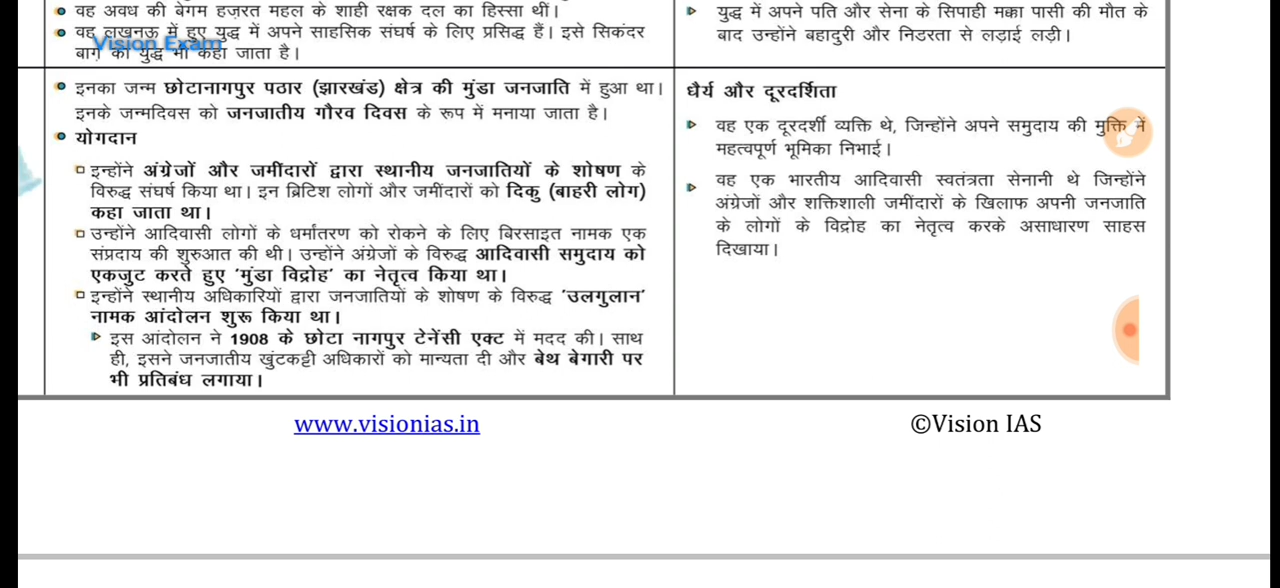 वह अवध की बेगम हज़रत महल के शाही रक्षक दल का हिस्सा थीं।
वह लखनऊ में हुए युद्ध में अपने साहसिक संघर्ष के लिए प्रसिद्ध हैं। इसे सिकंदर
बाग़ का युद्ध भी कहा जाता है।
Vision Exam
युद्ध में अपने पति और सेना के सिपाही मक्का पासी की मौत के
बाद उन्होंने बहादुरी और निडरता से लड़ाई लड़ी।
इनका जन्म छोटानागपुर पठार (झारखंड) क्षेत्र की मुंडा जनजाति में हुआ था।
इनके जन्मदिवस को जनजातीय गौरव दिवस के रूप में मनाया जाता है।
योगदान
इन्होंने अंग्रेजों और जमींदारों द्वारा स्थानीय जनजातियों के शोषण के
विरुद्ध संघर्ष किया था। इन ब्रिटिश लोगों और जमींदारों को दिकु (बाहरी लोग)
कहा जाता था।
उन्होंने आदिवासी लोगों के धर्मांतरण को रोकने के लिए बिरसाइत नामक एक
संप्रदाय की शुरुआत की थी। उन्होंने अंग्रेजों के विरुद्ध आदिवासी समुदाय को
एकजुट करते हुए 'मुंडा विद्रोह' का नेतृत्व किया था।
इन्होंने स्थानीय अधिकारियों द्वारा जनजातियों के शोषण के विरुद्ध 'उलगुलान'
नामक आंदोलन शुरू किया था।
इस आंदोलन ने 1908 के छोटा नागपुर टेनेंसी एक्ट में मदद की। साथ
ही, इसने जनजातीय खुंटकट्टी अधिकारों को मान्यता दी और बेथ बेगारी पर
भी प्रतिबंध लगाया।
धैर्य और दूरदर्शिता
वह एक दूरदर्शी व्यक्ति थे, जिन्होंने अपने समुदाय की मुक्ति में
महत्वपूर्ण भूमिका निभाई।
वह एक भारतीय आदिवासी स्वतंत्रता सेनानी थे जिन्होंने
अंग्रेजों और शक्तिशाली जमींदारों के खिलाफ अपनी जनजाति
के लोगों के विद्रोह का नेतृत्व करके असाधारण साहस
दिखाया।
www.visionias.in
©Vision IAS